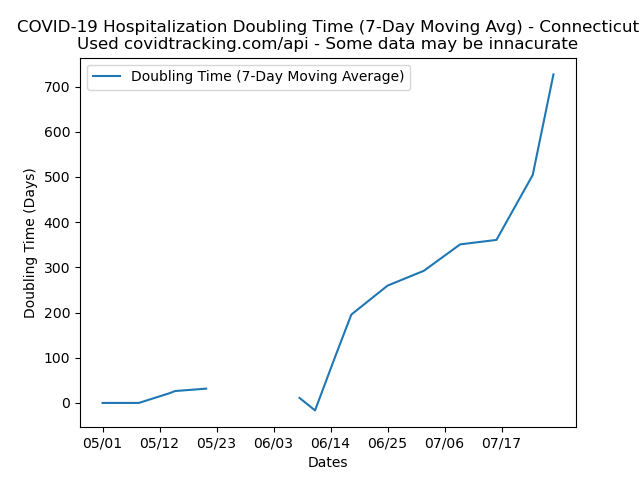 COVID-19 Hospitalization Doubling Time (7-Day Moving Avg) - Connecticut
Used covidtracking.com/api - Some data may be innacurate
Doubling Time (7-Day Moving Average)
700
600
500
400
300
200
100
0
Doubling Time (Days)
05/01 05/12 05/23 06/03 06/14 06/25 07/06 07/17
Dates